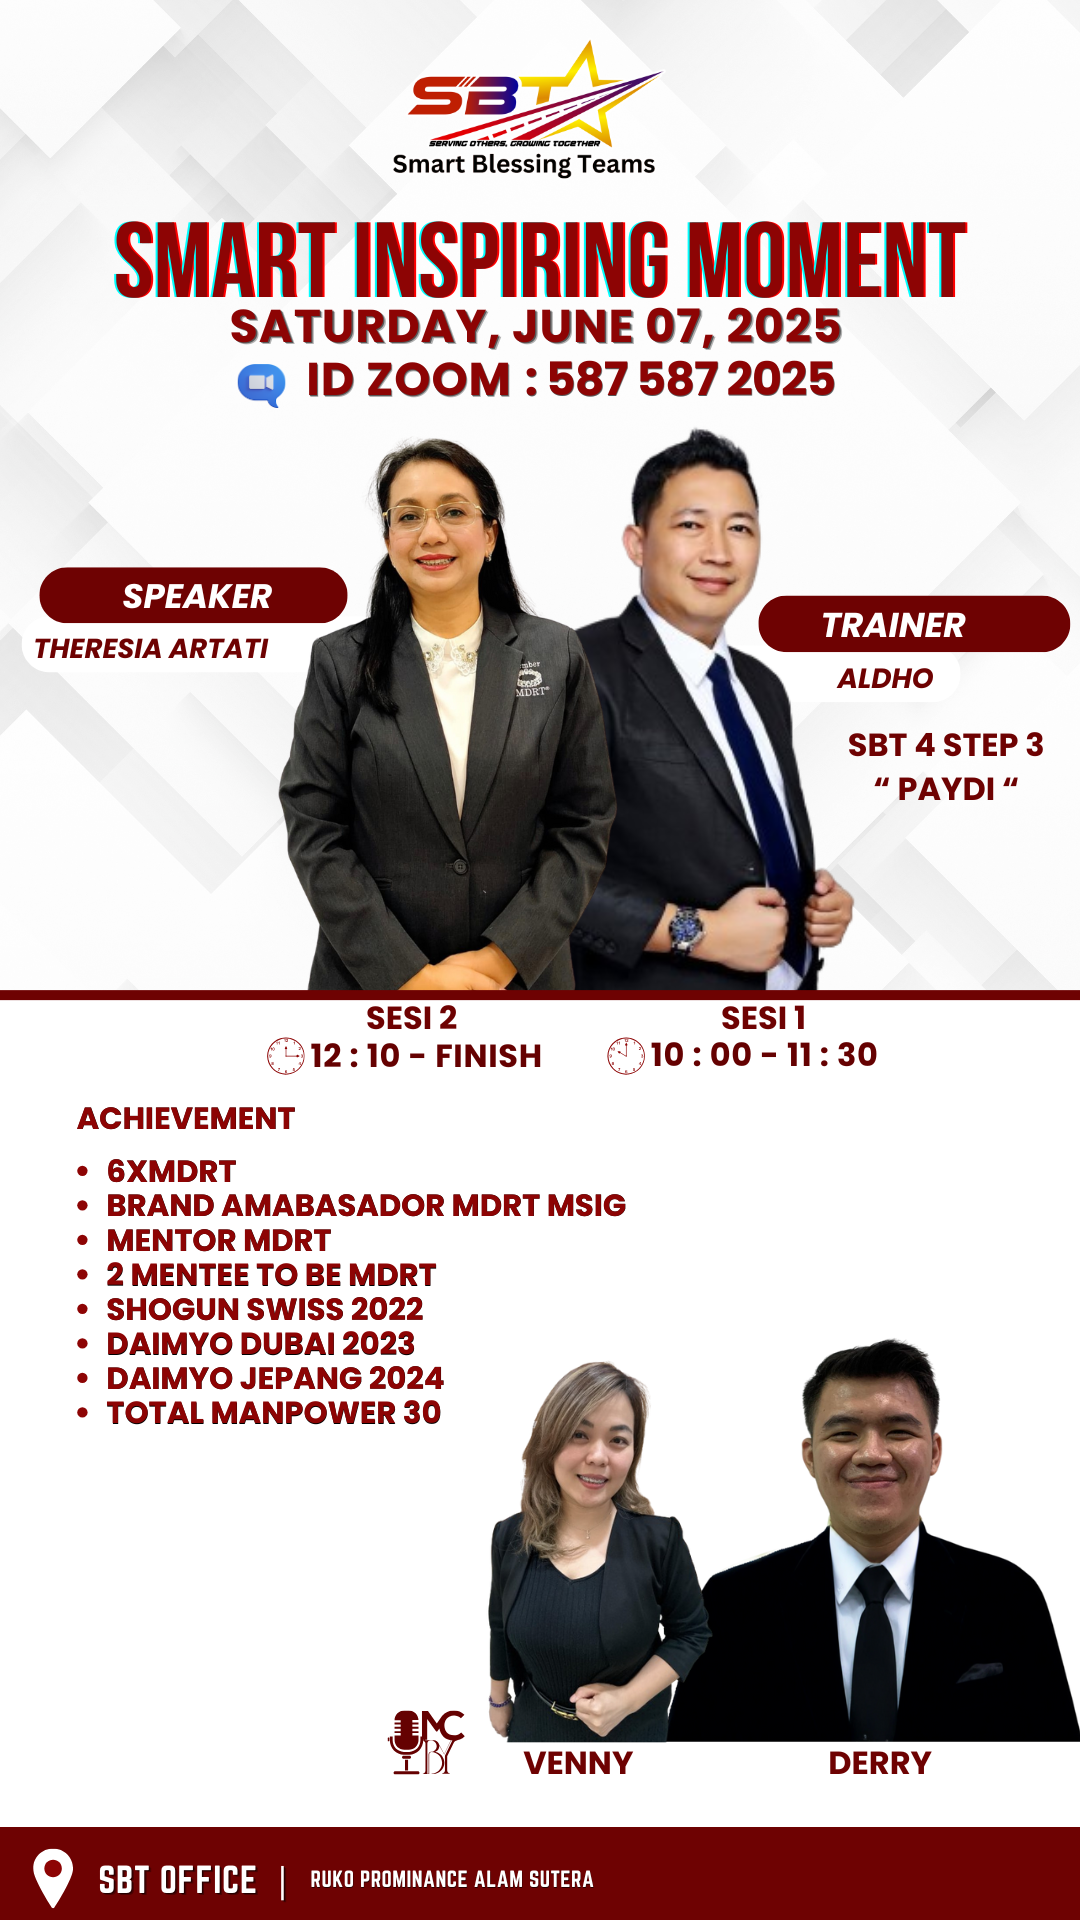 SBT
SERVING OTHERS, GROWING TOGETHER
Smart Blessing Teams
SMART INSPIRING MOMENT
SATURDAY, JUNE 07, 2025
ID ZOOM : 587 587 2025
SPEAKER
THERESIA ARTATI
TRAINER
ALDHO
SBT 4 STEP 3
“ PAYDI “
MDRT
SESI 2
12 : 10 - FINISH
SESI 1
10 : 00 - 11 : 30
ACHIEVEMENT
• 6XMDRT
• BRAND AMABASADOR MDRT MSIG
• MENTOR MDRT
• 2 MENTEE TO BE MDRT
• SHOGUN SWISS 2022
• DAIMYO DUBAI 2023
• DAIMYO JEPANG 2024
• TOTAL MANPOWER 30
MC
BY
VENNY
DERRY
SBT OFFICE | RUKO PROMINANCE ALAM SUTERA